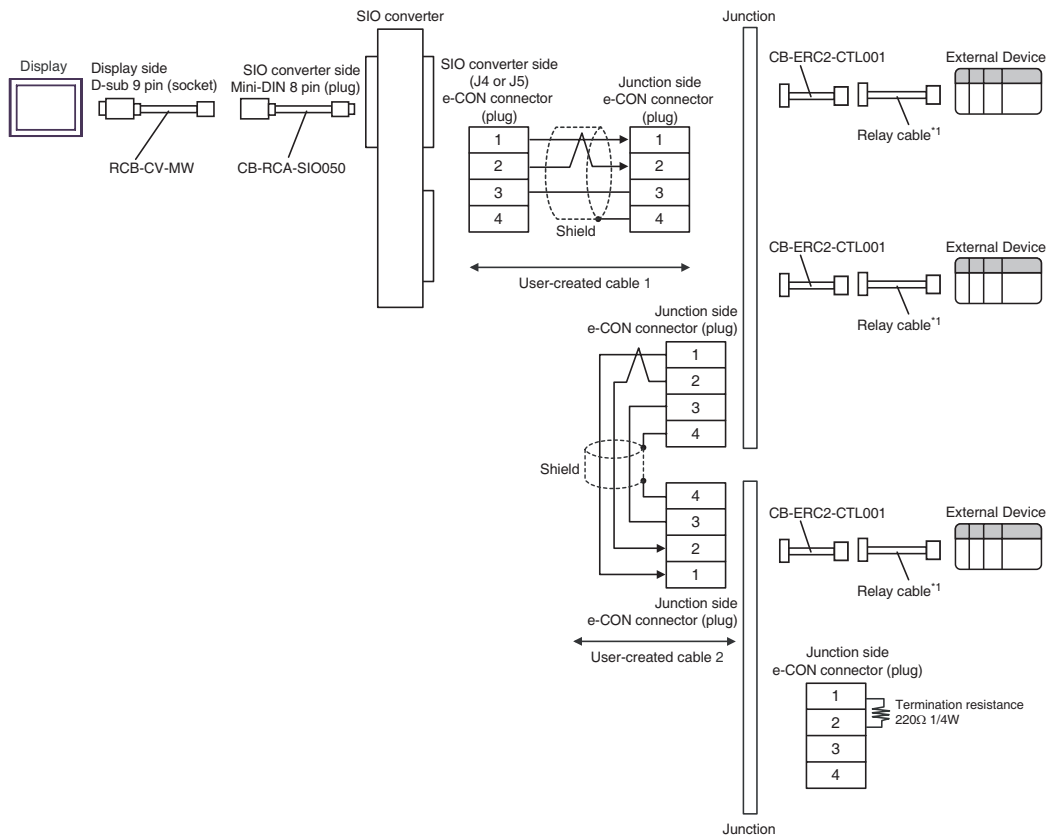 SIO converter
Junction
Display
Display side
D-sub 9 pin (socket)
RCB-CV-MW
SIO converter side
Mini-DIN 8 pin (plug)
CB-RCA-SIO050
SIO converter side
(J4 or J5)
e-CON connector
(plug)
1
2
3
4
Junction side
e-CON connector
(plug)
1
2
3
4
Shield
User-created cable 1
CB-ERC2-CTL001
External Device
Relay cable*1
CB-ERC2-CTL001
External Device
Relay cable*1
Junction side
e-CON connector (plug)
1
2
3
4
Shield
4
3
2
1
Junction side
e-CON connector (plug)
User-created cable 2
CB-ERC2-CTL001
External Device
Relay cable*1
Junction side
e-CON connector (plug)
1
2
3
4
Termination resistance
220Ω 1/4W
Junction